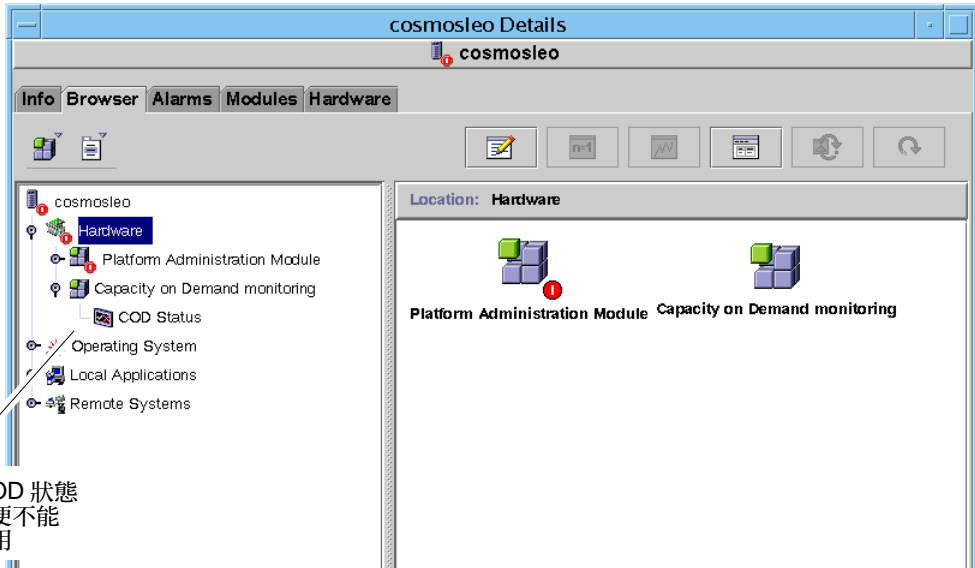 cosmosleo Details
cosmosleo
Info Browser Alarms Modules Hardware
n=1
cosmosleo
Hardware
Platform Administration Module
Capacity on Demand monitoring
COD Status
Operating System
Local Applications
Remote Systems
Location: Hardware
Platform Administration Module Capacity on Demand monitoring
OD 狀態
便不能
用